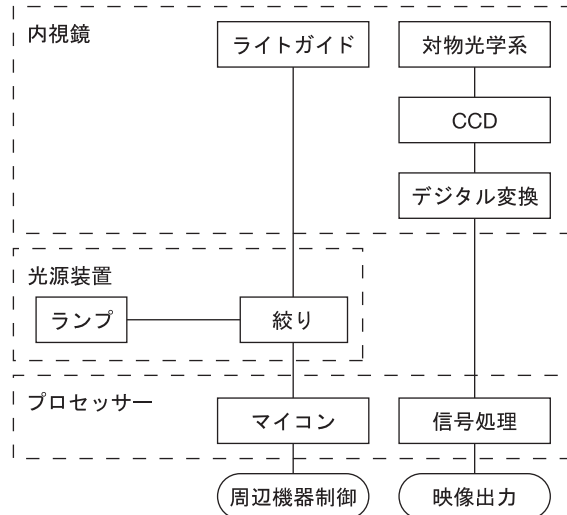 内視鏡
ライトガイド
対物光学系
CCD
デジタル変換
光源装置
ランプ
絞り
プロセッサー
マイコン
信号処理
周辺機器制御
映像出力